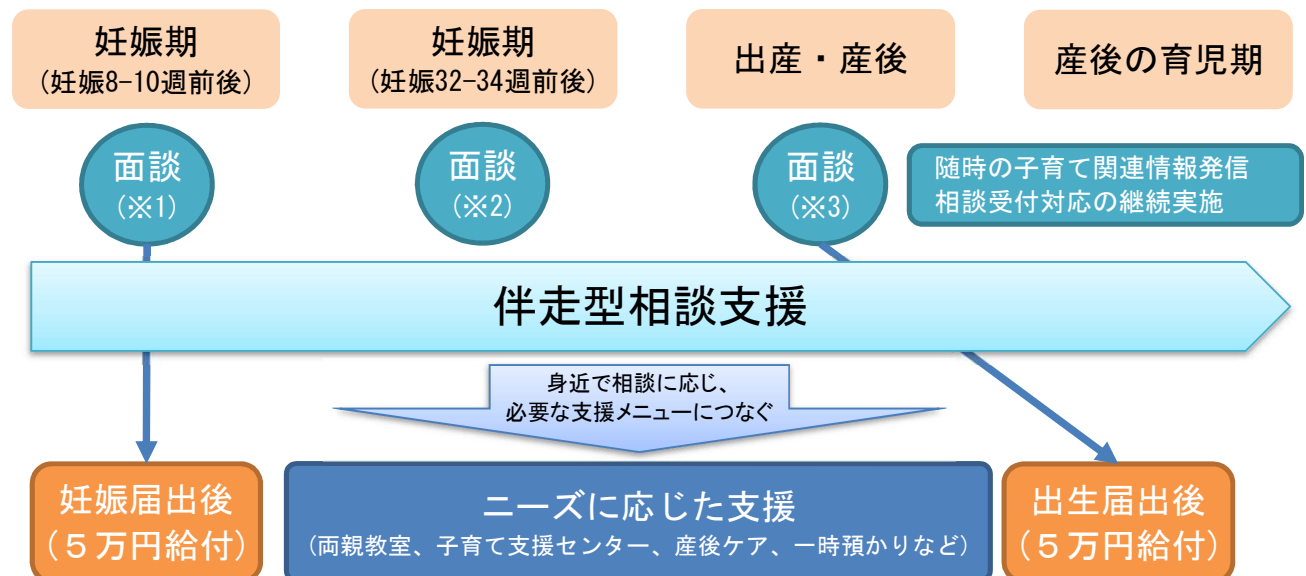 妊娠期
(妊娠8-10週前後)
妊娠期
(妊娠32-34週前後)
出産・産後
産後の育児期
面談
(※1)
面談
(※2)
面談
(※3)
随時の子育て関連情報発信
相談受付対応の継続実施
伴走型相談支援
身近で相談に応じ、
必要な支援メニューにつなぐ
妊娠届出後
(５万円給付)
ニーズに応じた支援
(両親教室、子育て支援センター、産後ケア、一時預かりなど)
出生届出後
(５万円給付)